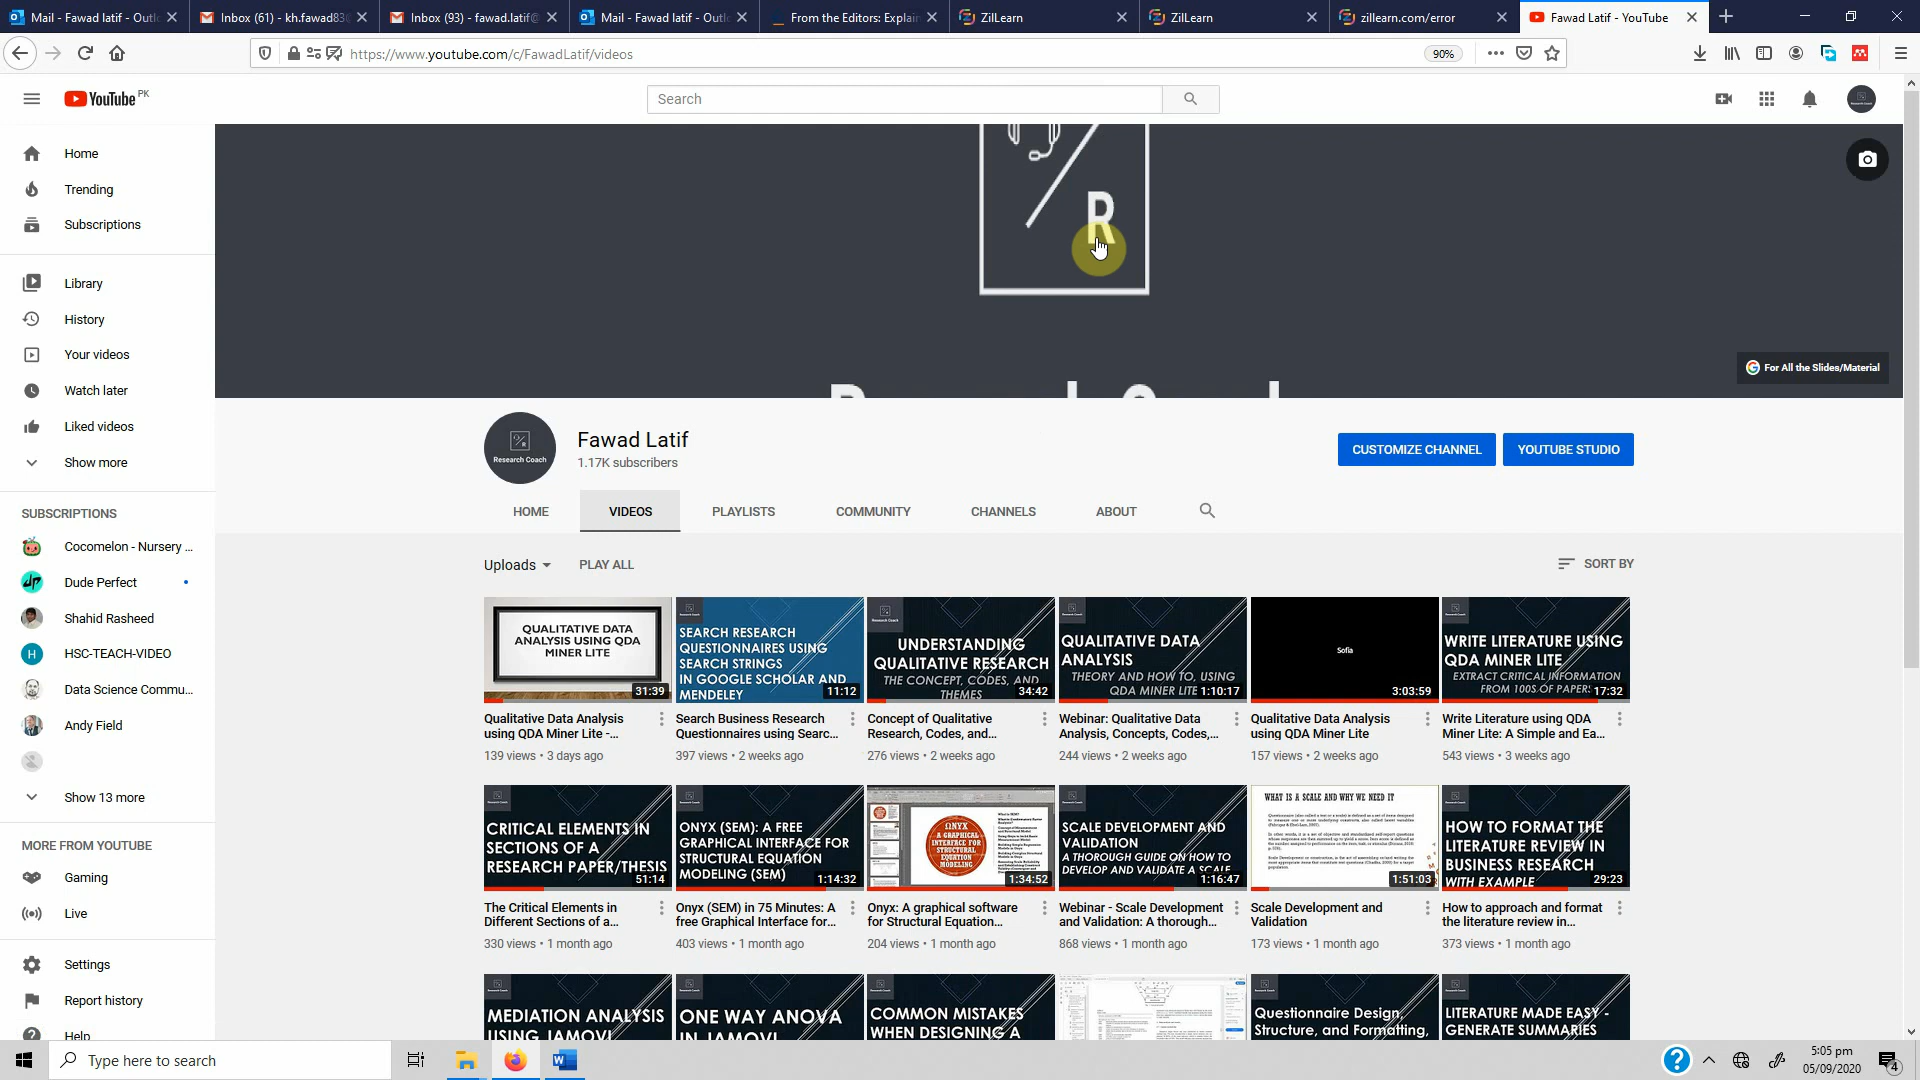 Mail - Fawad latif - Outl
Inbox (61) - kh.fawad83
Inbox (93) - fawad.latif@
Mail - Fawad latif - Outl
From the Editors: Explain
ZilLearn
ZilLearn
zillearn.com/error
Fawad Latif - YouTube
https://www.youtube.com/c/FawadLatif/videos
90%
YouTube PK
Search
Home
Trending
Subscriptions
Library
History
Your videos
Watch later
Liked videos
Show more
SUBSCRIPTIONS
Cocomelon - Nursery ...
Dude Perfect
Shahid Rasheed
H HSC-TEACH-VIDEO
Data Science Commu...
Andy Field
Show 13 more
MORE FROM YOUTUBE
Gaming
Live
Settings
Report history
Help
R
For All the Slides/Material
Research Coach
Fawad Latif
1.17K subscribers
CUSTOMIZE CHANNEL
YOUTUBE STUDIO
HOME
VIDEOS
PLAYLISTS
COMMUNITY
CHANNELS
ABOUT
Uploads
PLAY ALL
SORT BY
QUALITATIVE DATA
ANALYSIS USING QDA
MINER LITE
31:39
Qualitative Data Analysis
using QDA Miner Lite -...
139 views • 3 days ago
SEARCH RESEARCH
QUESTIONNAIRES USING
SEARCH STRINGS
IN GOOGLE SCHOLAR AND
MENDELEY
11:12
Search Business Research
Questionnaires using Searc...
397 views • 2 weeks ago
UNDERSTANDING
QUALITATIVE RESEARCH
THE CONCEPT, CODES, AND
THEMES
34:42
Concept of Qualitative
Research, Codes, and...
276 views • 2 weeks ago
QUALITATIVE DATA
ANALYSIS
THEORY AND HOW TO, USING
QDA MINER LITE
1:10:17
Webinar: Qualitative Data
Analysis, Concepts, Codes,...
244 views • 2 weeks ago
Sofia
3:03:59
Qualitative Data Analysis
using QDA Miner Lite
157 views • 2 weeks ago
WRITE LITERATURE USING
QDA MINER LITE
EXTRACT CRITICAL INFORMATION
FROM 100S OF PAPERS
17:32
Write Literature using QDA
Miner Lite: A Simple and Ea...
543 views • 3 weeks ago
CRITICAL ELEMENTS IN
SECTIONS OF A
RESEARCH PAPER/THESIS
51:14
The Critical Elements in
Different Sections of a...
330 views • 1 month ago
ONYX (SEM): A FREE
GRAPHICAL INTERFACE FOR
STRUCTURAL EQUATION
MODELING (SEM)
1:14:32
Onyx (SEM) in 75 Minutes: A
free Graphical Interface for...
403 views • 1 month ago
ONYX
A GRAPHICAL
INTERFACE FOR
STRUCTURAL EQUATION
MODELING
1:34:52
Onyx: A graphical software
for Structural Equation...
204 views • 1 month ago
SCALE DEVELOPMENT AND
VALIDATION
A THOROUGH GUIDE ON HOW TO
DEVELOP AND VALIDATE A SCALE
1:16:47
Webinar - Scale Development
and Validation: A thorough...
868 views • 1 month ago
WHAT IS A SCALE AND WHY WE NEED IT
1:51:03
Scale Development and
Validation
173 views • 1 month ago
HOW TO FORMAT THE
LITERATURE REVIEW IN
BUSINESS RESEARCH
WITH EXAMPLE
29:23
How to approach and format
the literature review in...
373 views • 1 month ago
MEDIATION ANALYSIS
USING JAMOVI
ONE WAY ANOVA
IN JAMOVI
COMMON MISTAKES
WHEN DESIGNING A
Questionnaire Design,
Structure, and Formatting,
LITERATURE MADE EASY -
GENERATE SUMMARIES
Type here to search
5:05 pm
05/09/2020
4